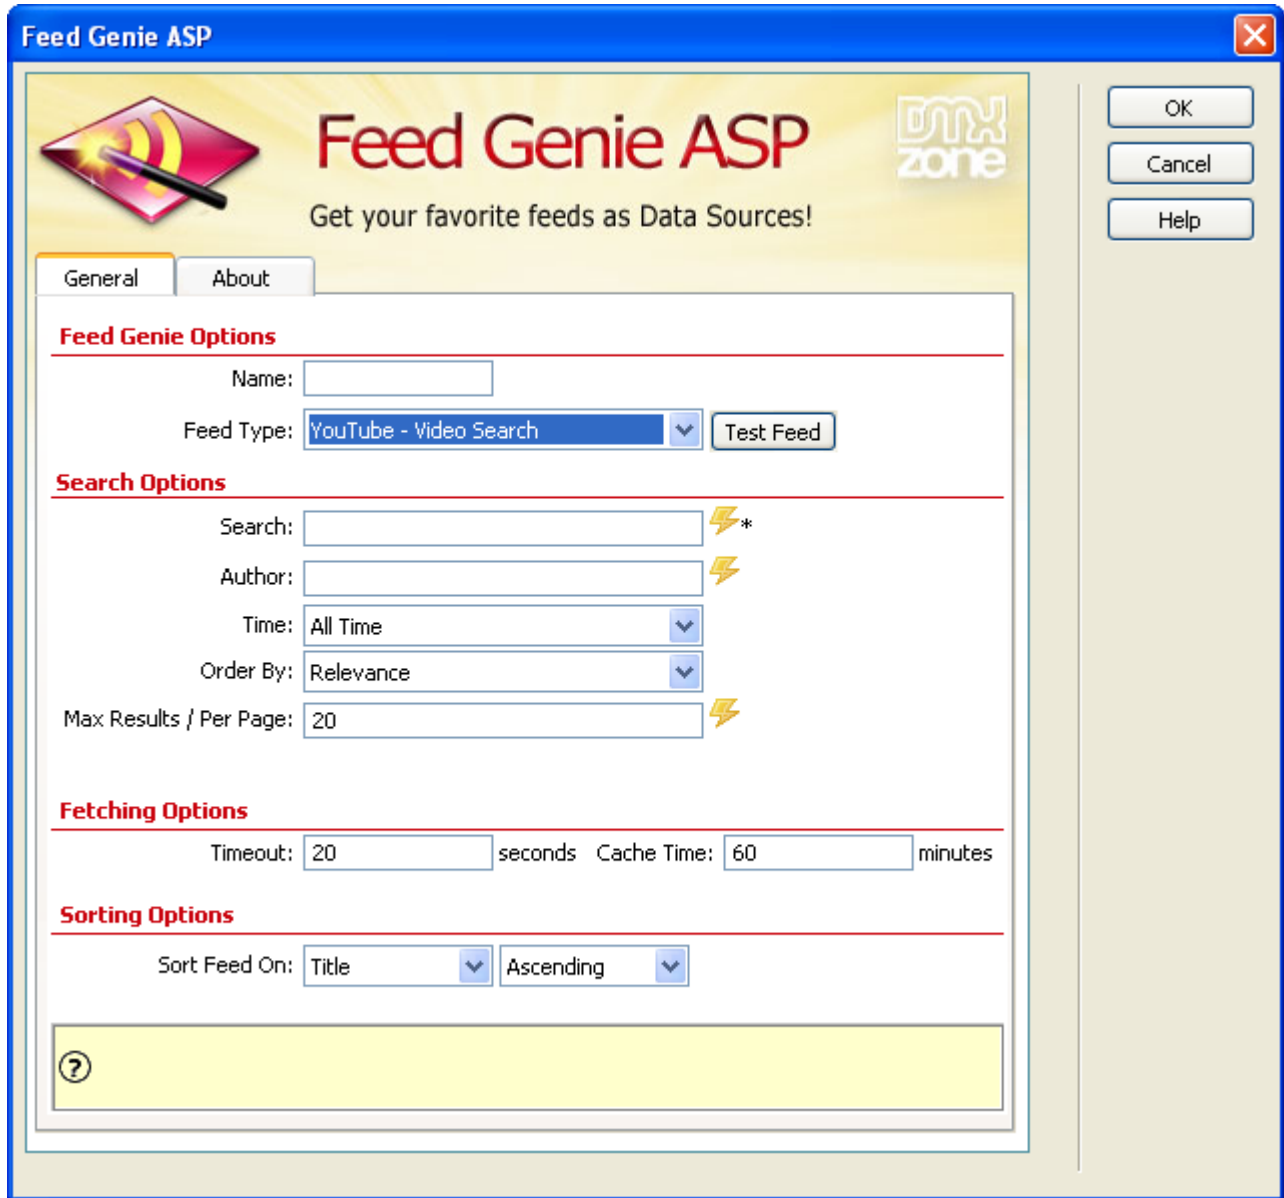 Feed Genie ASP
Feed Genie ASP
DMX zone
Get your favorite feeds as Data Sources!
OK
Cancel
Help
General About
Feed Genie Options
Name:
Feed Type: YouTube - Video Search Test Feed
Search Options
Search: *
Author:
Time: All Time
Order By: Relevance
Max Results / Per Page: 20
Fetching Options
Timeout: 20 seconds Cache Time: 60 minutes
Sorting Options
Sort Feed On: Title Ascending
?